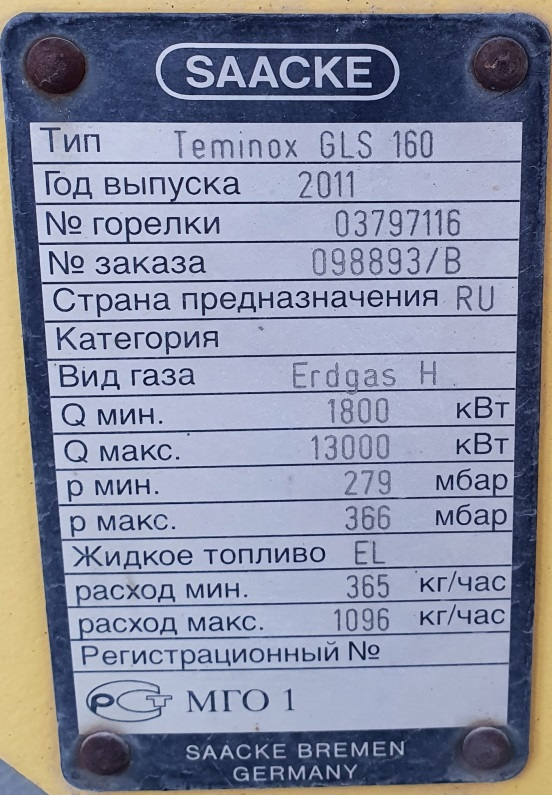 SAACKE
Тип Teminox GLS 160
Год выпуска 2011
№ горелки 03797116
№ заказа 098893/B
Страна предназначения RU
Категория
Вид газа Erdgas H
Q мин. 1800 кВт
Q макс. 13000 кВт
р мин. 279 мбар
р макс. 366 мбар
Жидкое топливо EL
расход мин. 365 кг/час
расход макс. 1096 кг/час
Регистрационный №
РСТ МГО 1
SAACKE BREMEN
GERMANY